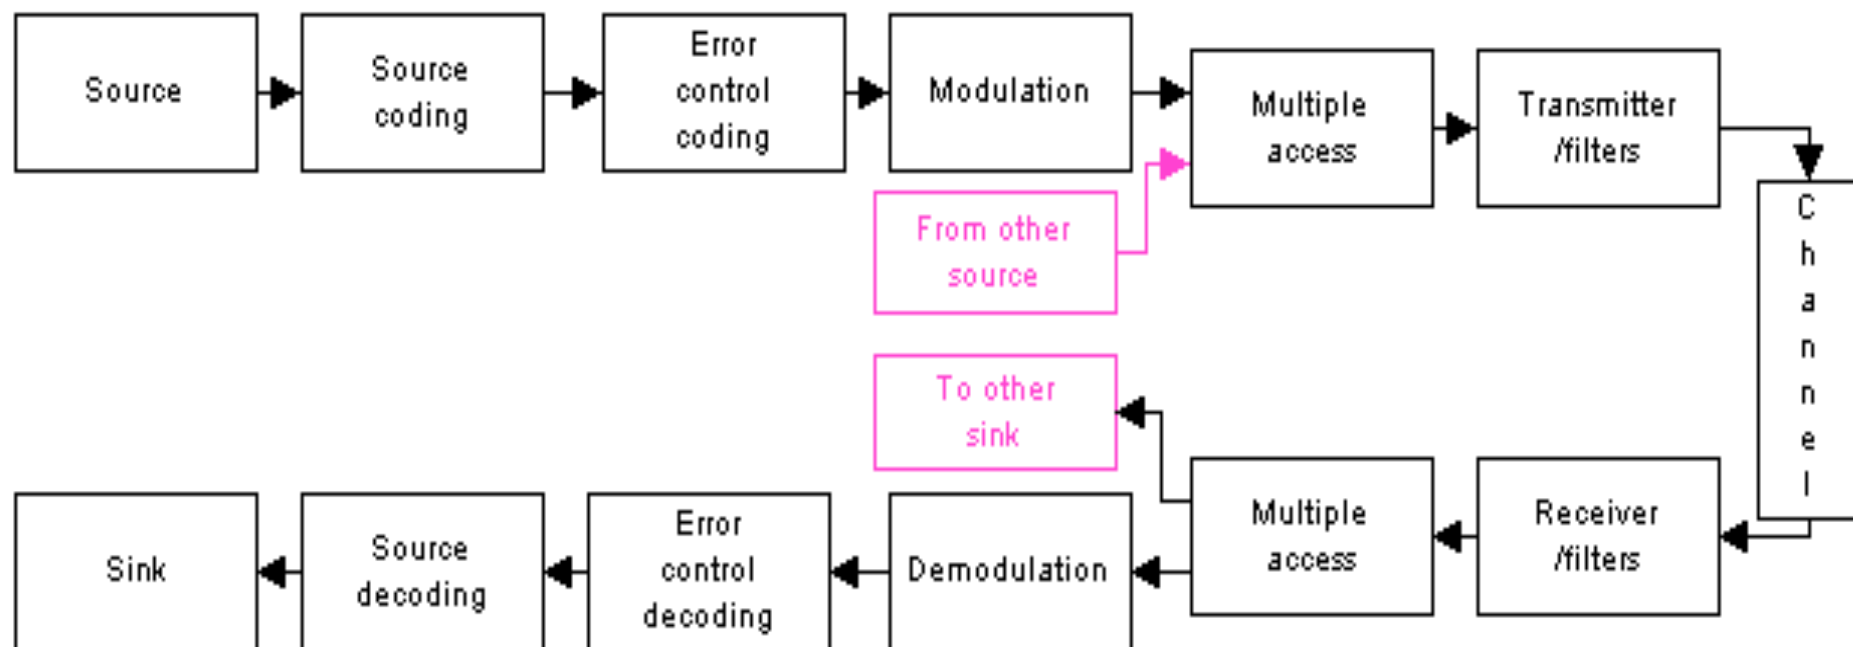 Source
Source
coding
Error
control
coding
Modulation
Multiple
access
Transmitter
/filters
From other
source
C
h
a
n
n
e
l
To other
sink
Sink
Source
decoding
Error
control
decoding
Demodulation
Multiple
access
Receiver
/filters